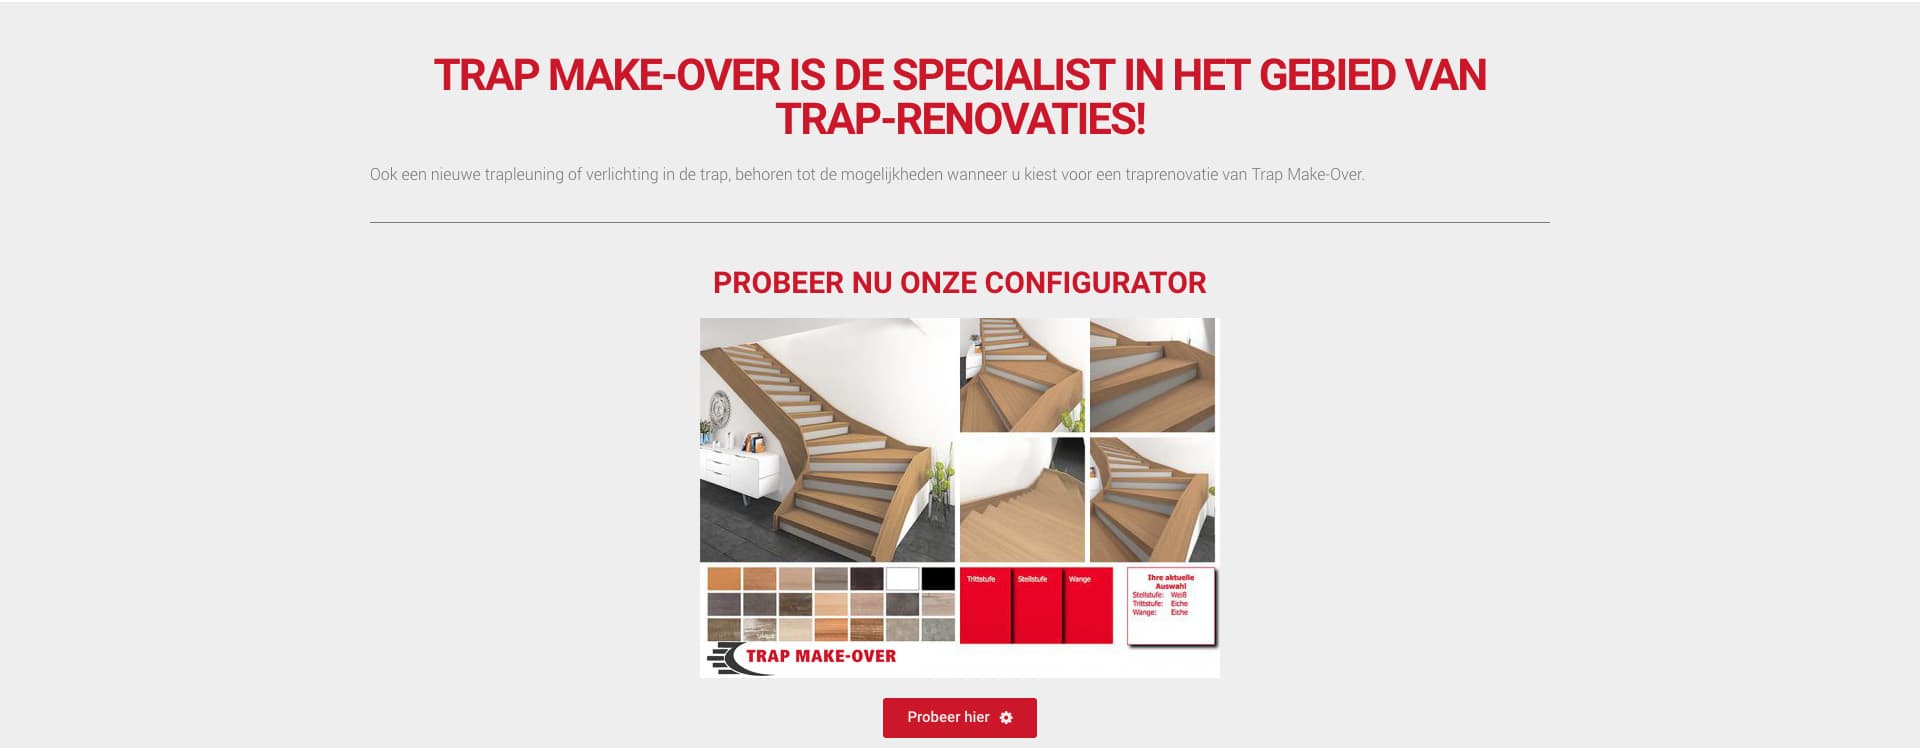 TRAP MAKE-OVER IS DE SPECIALIST IN HET GEBIED VAN
TRAP-RENOVATIES!
Ook een nieuwe trapleuning of verlichting in de trap, behoren tot de mogelijkheden wanneer u kiest voor een traprenovatie van Trap Make-Over.
PROBEER NU ONZE CONFIGURATOR
Trittstufe Stellstufe Wange
Ihre aktuelle
Auswahl
Stellstufe: Weiß
Trittstufe: Eiche
Wange: Eiche
TRAP MAKE-OVER
Probeer hier